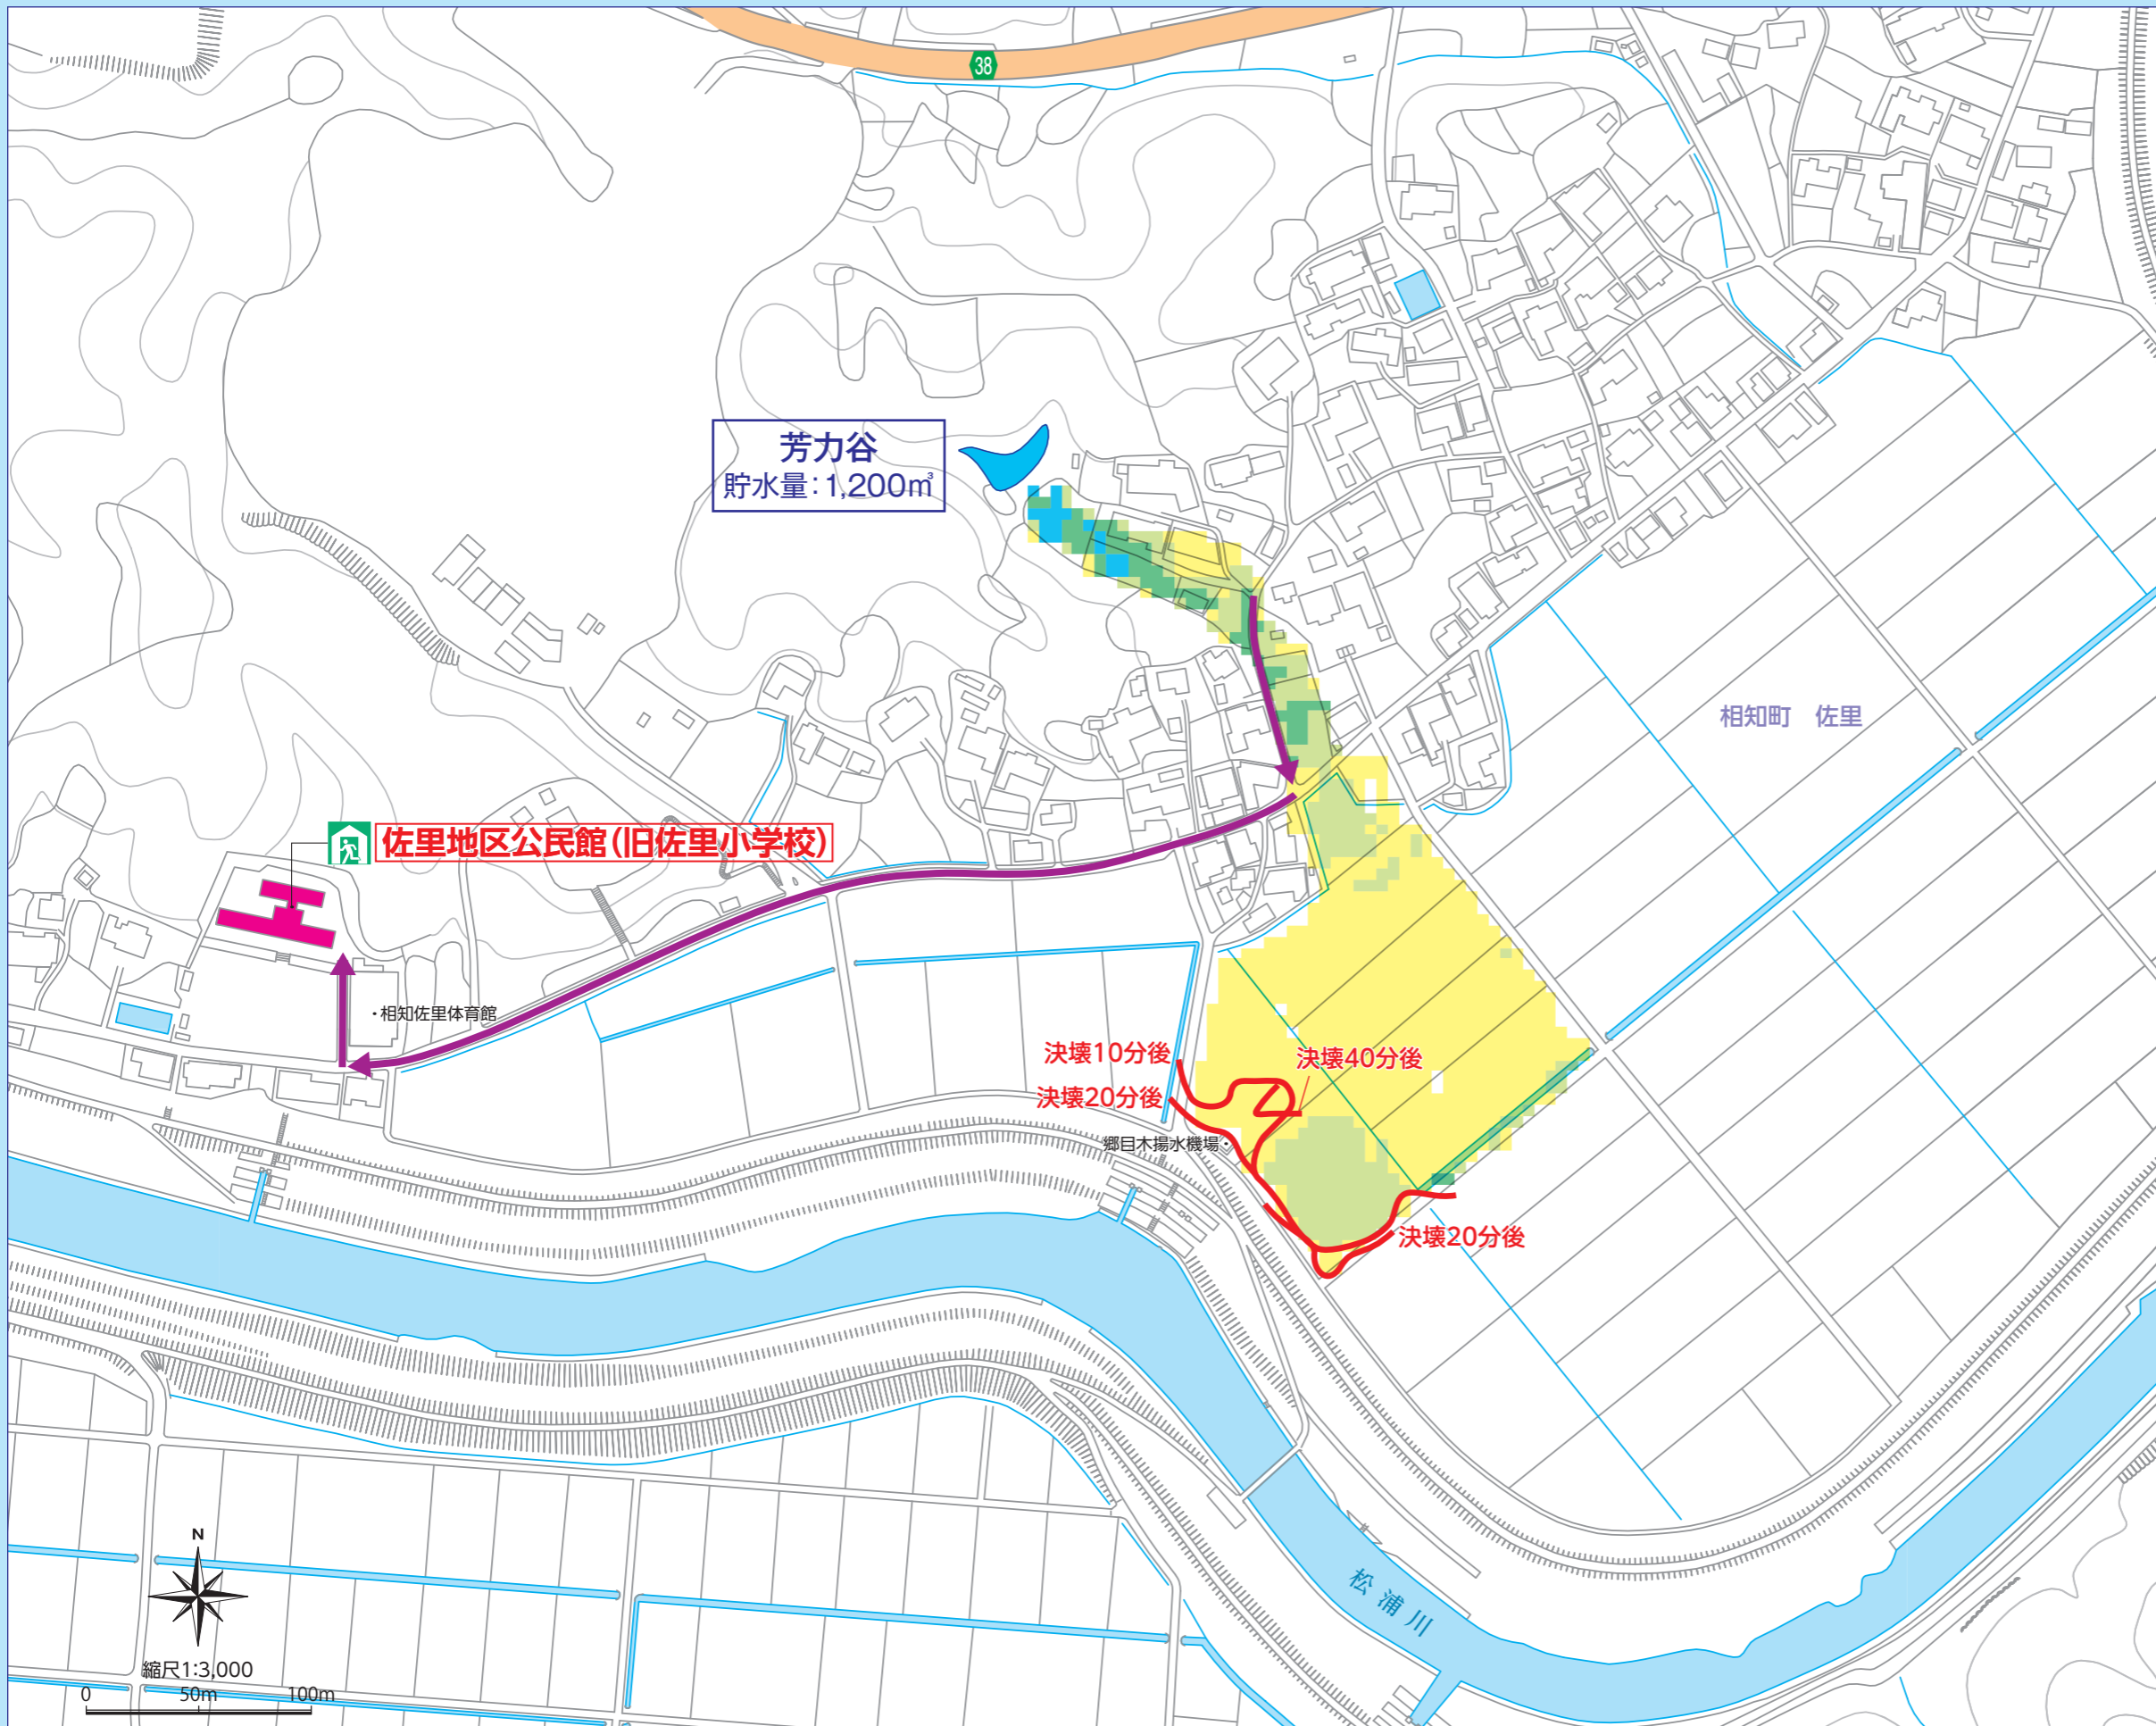 38
芳力谷
貯水量：1,200㎥
相知町　佐里
佐里地区公民館（旧佐里小学校）
・相知佐里体育館
決壊10分後
決壊40分後
決壊20分後
郷目木揚水機場・
決壊20分後
松浦川
N
縮尺1:3,000
0 50m 100m